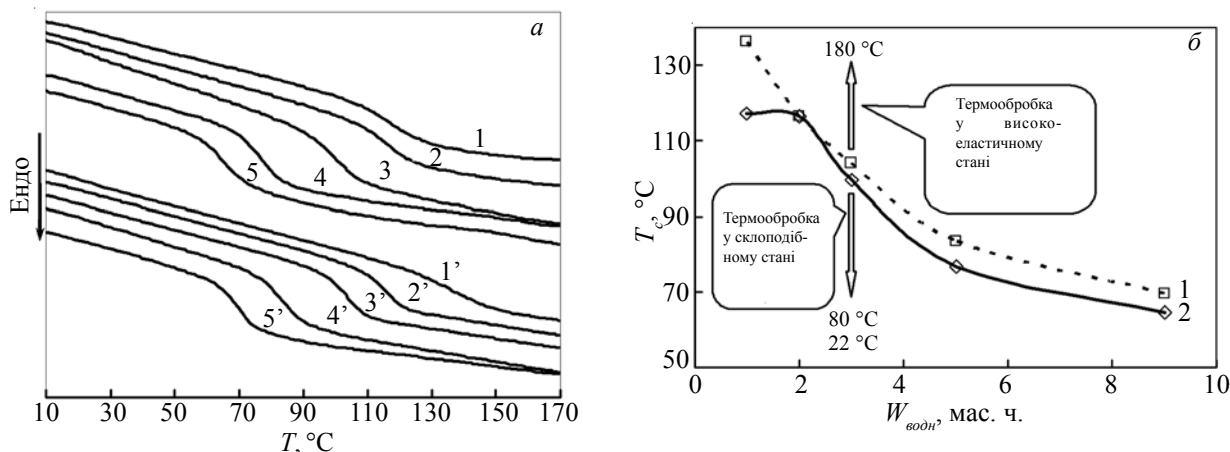 а
Ендо
1
2
3
4
5
1’
2’
3’
4’
5’
10 30 50 70 90 110 130 150 170
T, °C
б
130
110
90
70
50
T_c, °C
180 °C
Термообробка
у високо-
еластичному
стані
Термообробка
у склоподіб-
ному стані
80 °C
22 °C
1
2
0 2 4 6 8 10
W_водн, мас. ч.